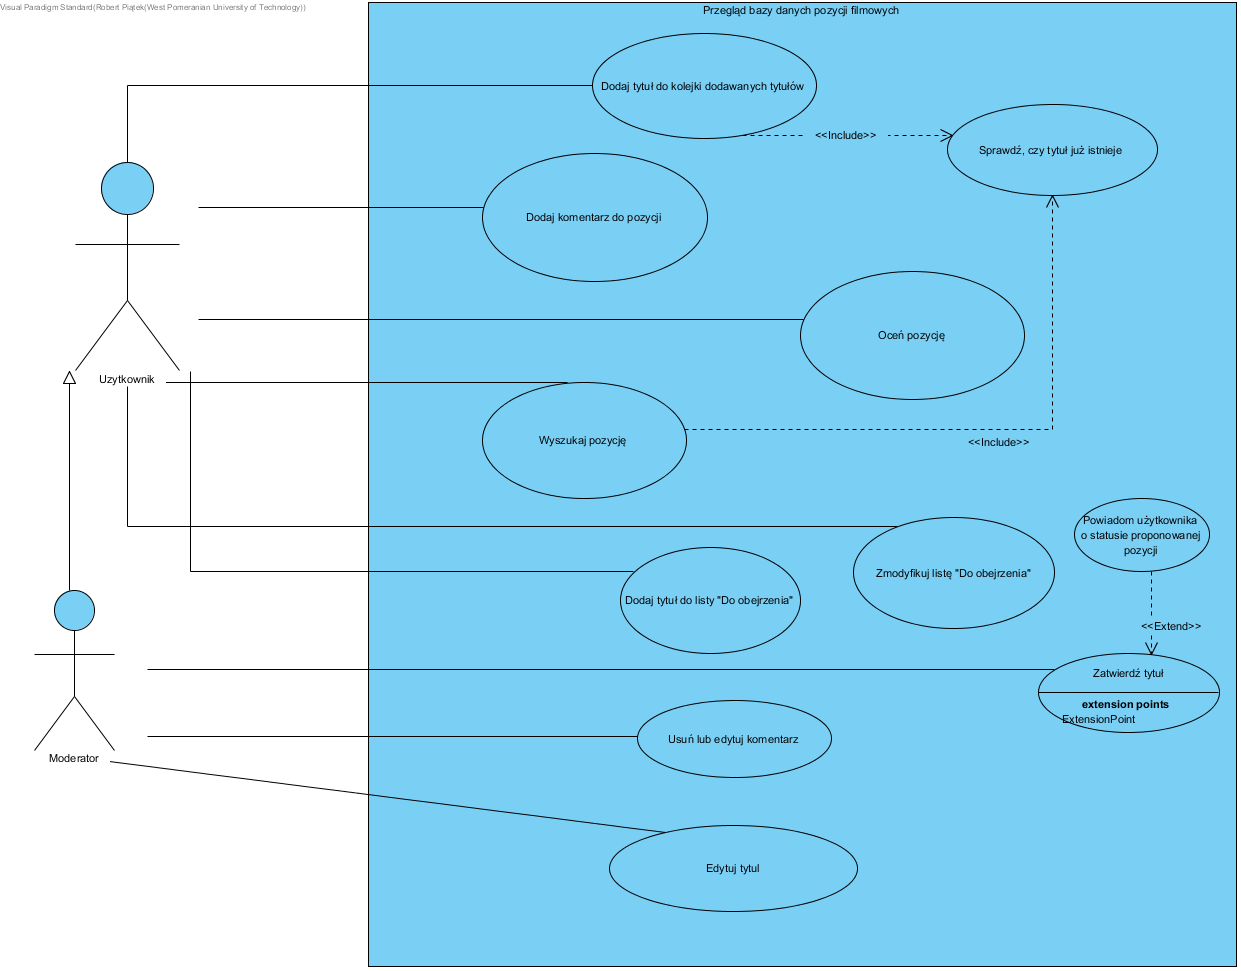 Visual Paradigm Standard(Robert Piątek(West Pomeranian University of Technology))
Przegląd bazy danych pozycji filmowych
Dodaj tytuł do kolejki dodawanych tytułów
<<Include>>
Sprawdź, czy tytuł już istnieje
Dodaj komentarz do pozycji
Oceń pozycję
Uzytkownik
Wyszukaj pozycję
<<Include>>
Powiadom użytkownika
o statusie proponowanej
pozycji
Zmodyfikuj listę "Do obejrzenia"
Dodaj tytuł do listy "Do obejrzenia"
<<Extend>>
Zatwierdź tytuł
extension points
ExtensionPoint
Usuń lub edytuj komentarz
Moderator
Edytuj tytul